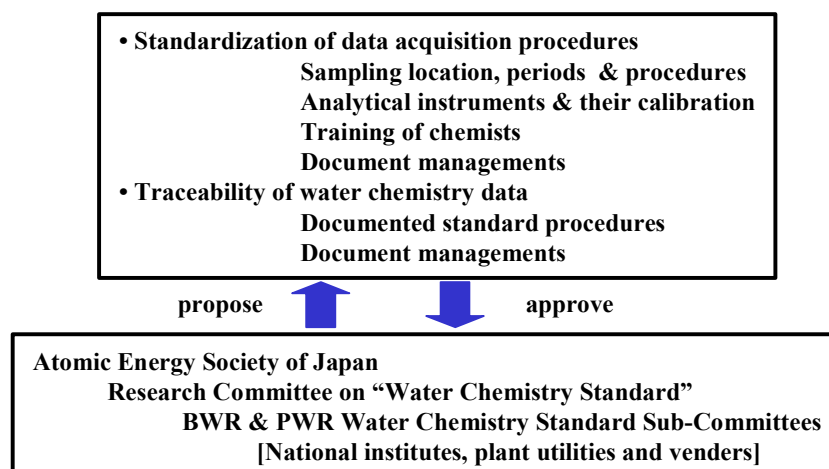 • Standardization of data acquisition procedures
Sampling location, periods & procedures
Analytical instruments & their calibration
Training of chemists
Document managements
• Traceability of water chemistry data
Documented standard procedures
Document managements
propose approve
Atomic Energy Society of Japan
Research Committee on “Water Chemistry Standard”
BWR & PWR Water Chemistry Standard Sub-Committees
[National institutes, plant utilities and venders]